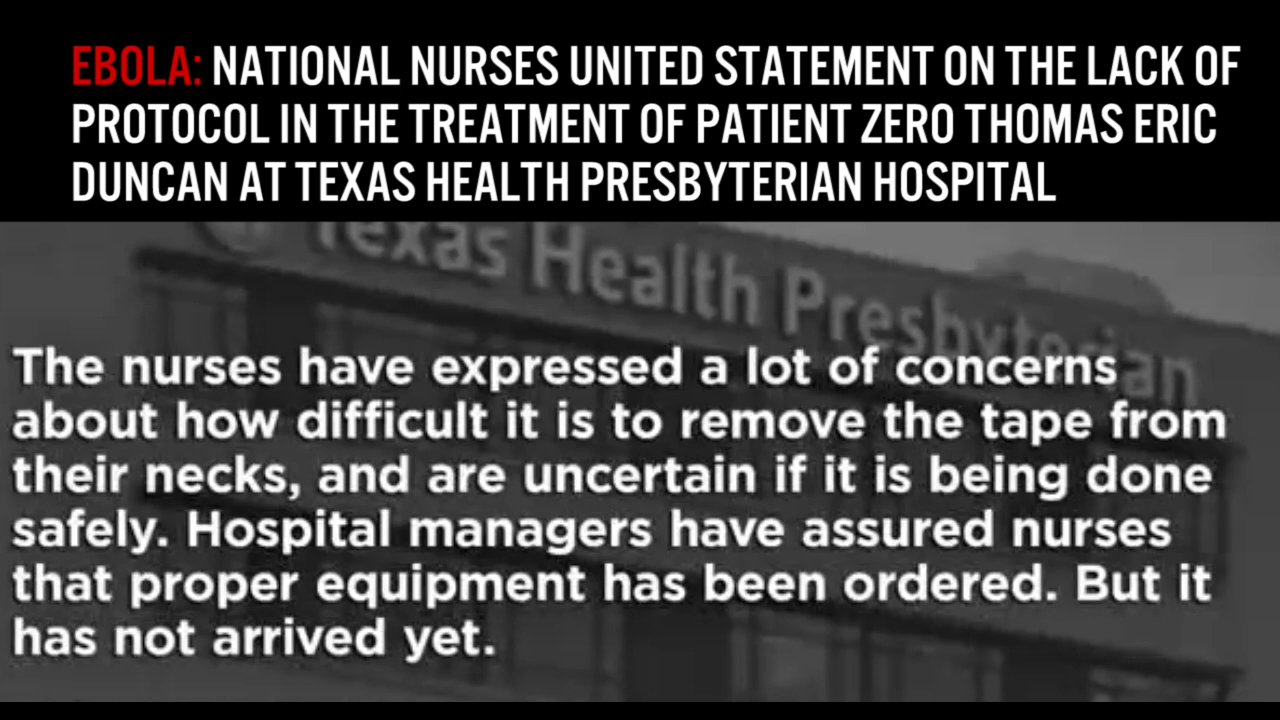 EBOLA: NATIONAL NURSES UNITED STATEMENT ON THE LACK OF
PROTOCOL IN THE TREATMENT OF PATIENT ZERO THOMAS ERIC
DUNCAN AT TEXAS HEALTH PRESBYTERIAN HOSPITAL
Texas Health Presbyterian
The nurses have expressed a lot of concerns
about how difficult it is to remove the tape from
their necks, and are uncertain if it is being done
safely. Hospital managers have assured nurses
that proper equipment has been ordered. But it
has not arrived yet.